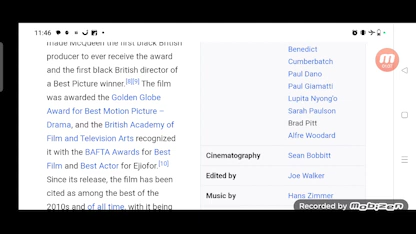 11:46
made McQueen the first black British
producer to ever receive the award
and the first black British director of
a Best Picture winner.[8][9] The film
was awarded the Golden Globe
Award for Best Motion Picture –
Drama, and the British Academy of
Film and Television Arts recognized
it with the BAFTA Awards for Best
Film and Best Actor for Ejiofor.[10]
Since its release, the film has been
cited as among the best of the
2010s and of all time, with it being
Benedict
Cumberbatch
Paul Dano
Paul Giamatti
Lupita Nyong'o
Sarah Paulson
Brad Pitt
Alfre Woodard
Cinematography Sean Bobbitt
Edited by Joe Walker
Music by Hans Zimmer
Recorded by Mobizen